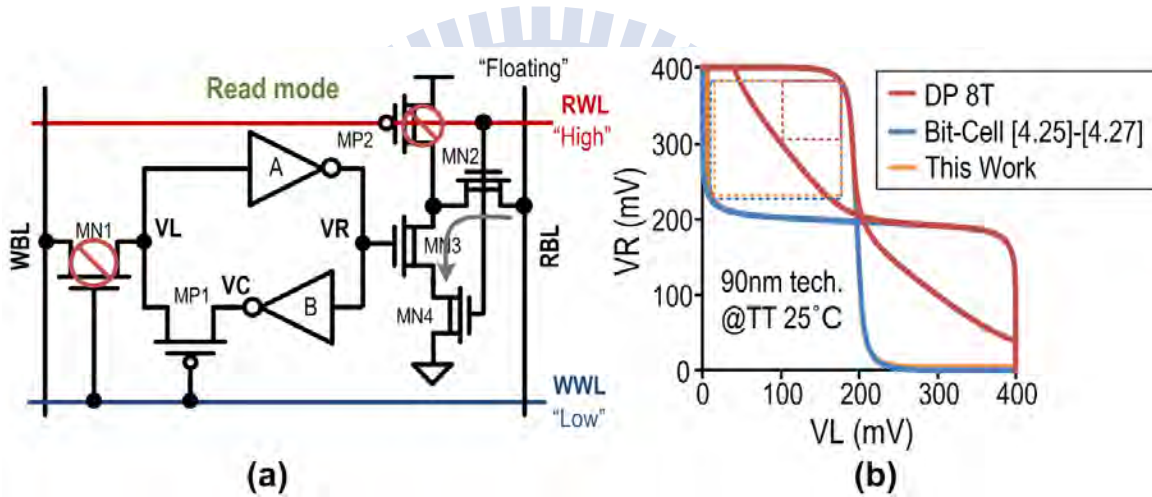 Read mode
"Floating"
RWL
"High"
MP2
MN2
A
VL
VR
MN1
MN3
WBL
RBL
VC
MP1
B
MN4
WWL
"Low"
(a)
400
300
200
100
0
VR (mV)
DP 8T
Bit-Cell [4.25]-[4.27]
This Work
90nm tech.
@TT 25°C
0 100 200 300 400
VL (mV)
(b)